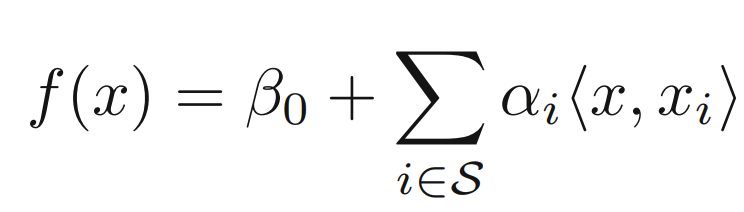 f(x) = β₀ + ∑_{i∈𝒮} αᵢ⟨x, xᵢ⟩